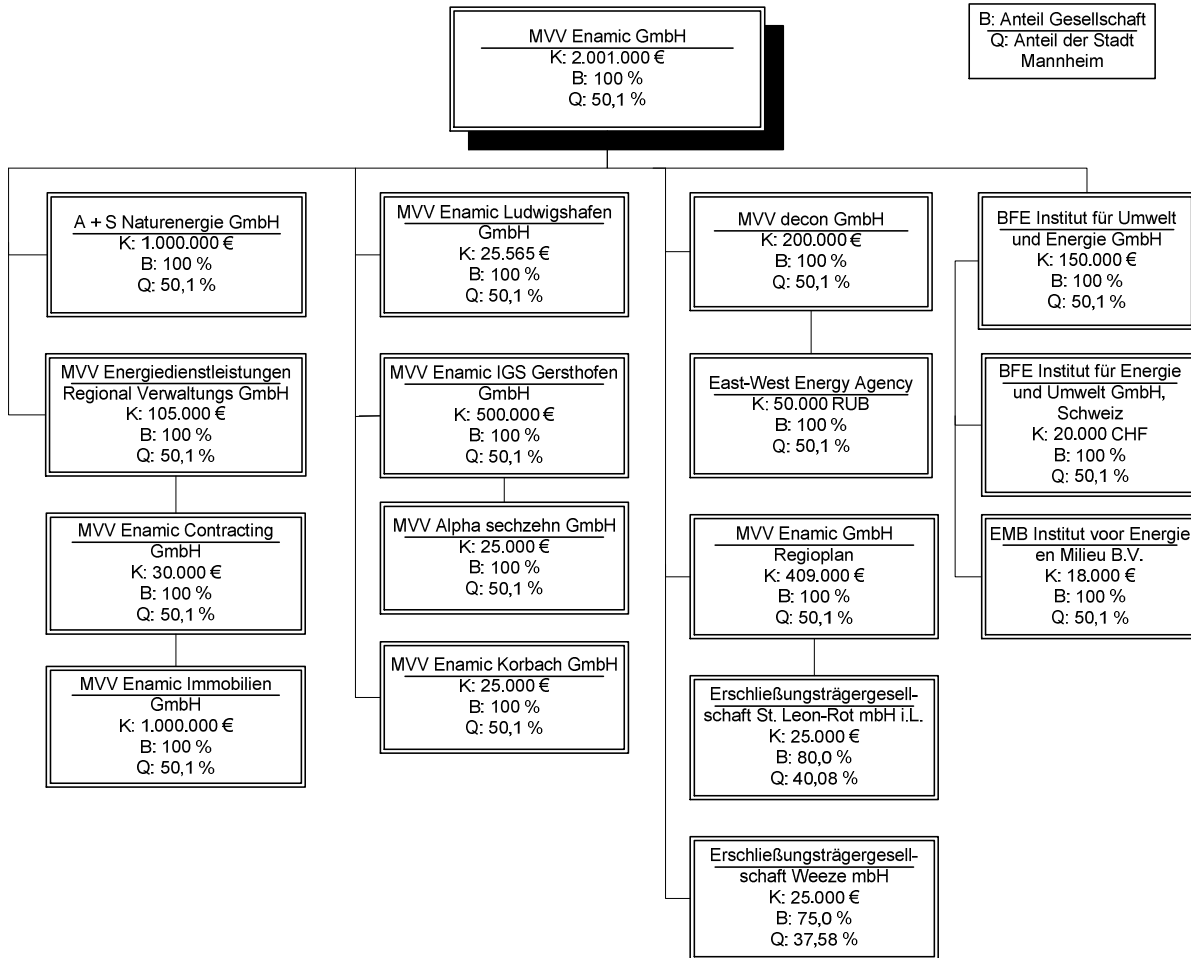 MVV Enamic GmbH
K: 2.001.000 €
B: 100 %
Q: 50,1 %
B: Anteil Gesellschaft
Q: Anteil der Stadt
Mannheim
A + S Naturenergie GmbH
K: 1.000.000 €
B: 100 %
Q: 50,1 %
MVV Energiedienstleistungen
Regional Verwaltungs GmbH
K: 105.000 €
B: 100 %
Q: 50,1 %
MVV Enamic Contracting
GmbH
K: 30.000 €
B: 100 %
Q: 50,1 %
MVV Enamic Immobilien
GmbH
K: 1.000.000 €
B: 100 %
Q: 50,1 %
MVV Enamic Ludwigshafen
GmbH
K: 25.565 €
B: 100 %
Q: 50,1 %
MVV Enamic IGS Gersthofen
GmbH
K: 500.000 €
B: 100 %
Q: 50,1 %
MVV Alpha sechzehn GmbH
K: 25.000 €
B: 100 %
Q: 50,1 %
MVV Enamic Korbach GmbH
K: 25.000 €
B: 100 %
Q: 50,1 %
MVV decon GmbH
K: 200.000 €
B: 100 %
Q: 50,1 %
East-West Energy Agency
K: 50.000 RUB
B: 100 %
Q: 50,1 %
MVV Enamic GmbH
Regioplan
K: 409.000 €
B: 100 %
Q: 50,1 %
Erschließungsträgergesell-
schaft St. Leon-Rot mbH i.L.
K: 25.000 €
B: 80,0 %
Q: 40,08 %
Erschließungsträgergesell-
schaft Weeze mbH
K: 25.000 €
B: 75,0 %
Q: 37,58 %
BFE Institut für Umwelt
und Energie GmbH
K: 150.000 €
B: 100 %
Q: 50,1 %
BFE Institut für Energie
und Umwelt GmbH,
Schweiz
K: 20.000 CHF
B: 100 %
Q: 50,1 %
EMB Institut voor Energie
en Milieu B.V.
K: 18.000 €
B: 100 %
Q: 50,1 %